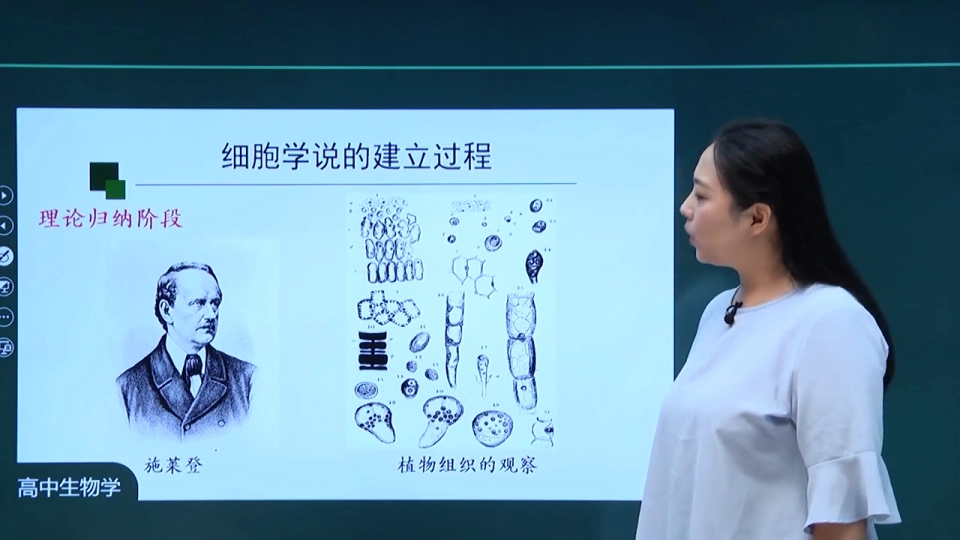 细胞学说的建立过程
理论归纳阶段
施莱登
植物组织的观察
高中生物学